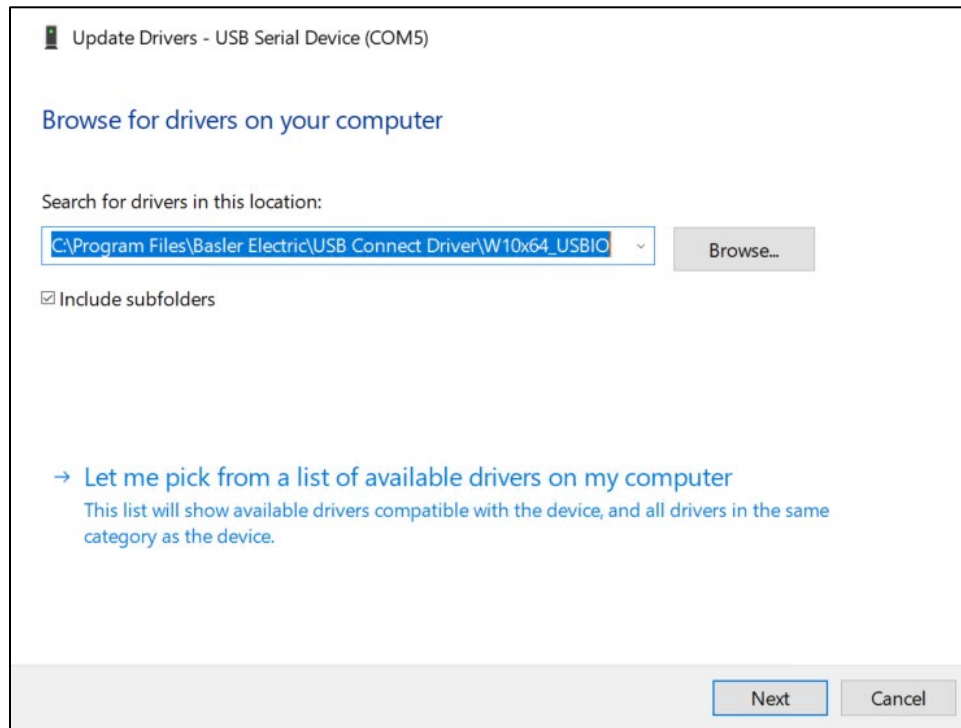 Update Drivers - USB Serial Device (COM5)
Browse for drivers on your computer
Search for drivers in this location:
C:\Program Files\Basler Electric\USB Connect Driver\W10x64_USBIO
Browse...
Include subfolders
Let me pick from a list of available drivers on my computer
This list will show available drivers compatible with the device, and all drivers in the same
category as the device.
Next
Cancel